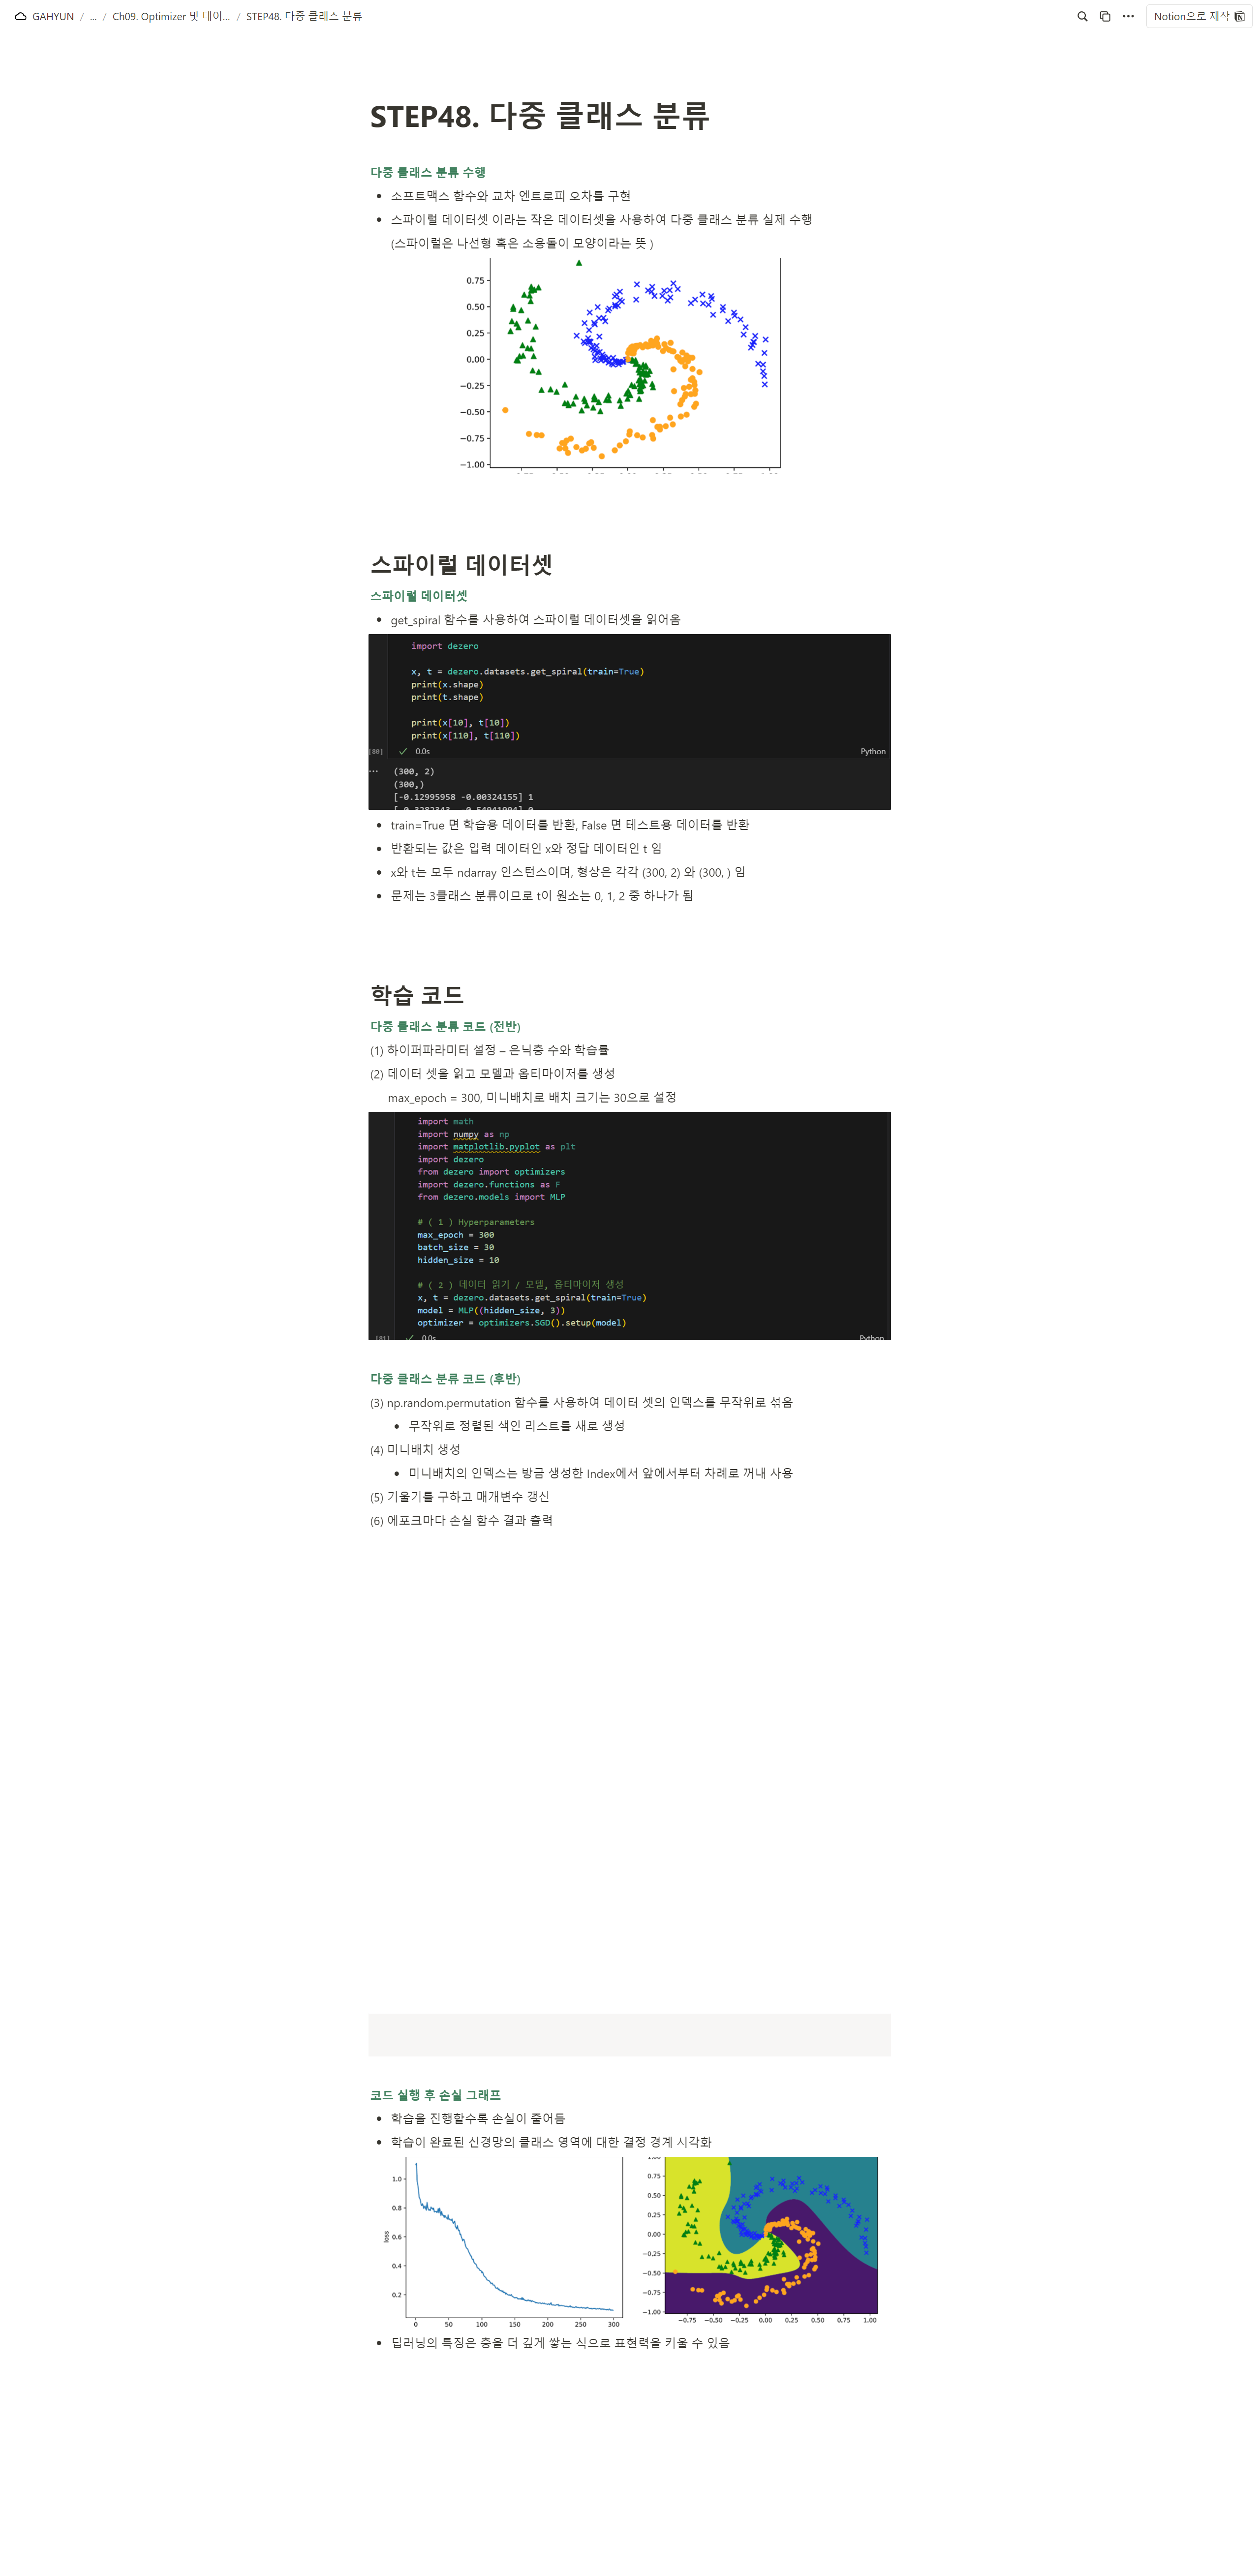 GAHYUN / ... / Ch09. Optimizer 및 데이... / STEP48. 다중 클래스 분류
Notion으로 제작
STEP48. 다중 클래스 분류
다중 클래스 분류 수행
• 소프트맥스 함수와 교차 엔트로피 오차를 구현
• 스파이럴 데이터셋 이라는 작은 데이터셋을 사용하여 다중 클래스 분류 실제 수행
(스파이럴은 나선형 혹은 소용돌이 모양이라는 뜻 )
0.75
0.50
0.25
0.00
−0.25
−0.50
−0.75
−1.00
스파이럴 데이터셋
스파이럴 데이터셋
• get_spiral 함수를 사용하여 스파이럴 데이터셋을 읽어옴
import dezero
x, t = dezero.datasets.get_spiral(train=True)
print(x.shape)
print(t.shape)
print(x[10], t[10])
print(x[110], t[110])
[80] ✓ 0.0s Python
... (300, 2)
(300,)
[-0.12995958 -0.00324155] 1
• train=True 면 학습용 데이터를 반환, False 면 테스트용 데이터를 반환
• 반환되는 값은 입력 데이터인 x와 정답 데이터인 t 임
• x와 t는 모두 ndarray 인스턴스이며, 형상은 각각 (300, 2) 와 (300, ) 임
• 문제는 3클래스 분류이므로 t이 원소는 0, 1, 2 중 하나가 됨
학습 코드
다중 클래스 분류 코드 (전반)
(1) 하이퍼파라미터 설정 – 은닉층 수와 학습률
(2) 데이터 셋을 읽고 모델과 옵티마이저를 생성
max_epoch = 300, 미니배치로 배치 크기는 30으로 설정
import math
import numpy as np
import matplotlib.pyplot as plt
import dezero
from dezero import optimizers
import dezero.functions as F
from dezero.models import MLP
# ( 1 ) Hyperparameters
max_epoch = 300
batch_size = 30
hidden_size = 10
# ( 2 ) 데이터 읽기 / 모델, 옵티마이저 생성
x, t = dezero.datasets.get_spiral(train=True)
model = MLP((hidden_size, 3))
optimizer = optimizers.SGD().setup(model)
[81] ✓ 0.0s Python
다중 클래스 분류 코드 (후반)
(3) np.random.permutation 함수를 사용하여 데이터 셋의 인덱스를 무작위로 섞음
• 무작위로 정렬된 색인 리스트를 새로 생성
(4) 미니배치 생성
• 미니배치의 인덱스는 방금 생성한 Index에서 앞에서부터 차례로 꺼내 사용
(5) 기울기를 구하고 매개변수 갱신
(6) 에포크마다 손실 함수 결과 출력
코드 실행 후 손실 그래프
• 학습을 진행할수록 손실이 줄어듦
• 학습이 완료된 신경망의 클래스 영역에 대한 결정 경계 시각화
1.0
0.8
0.6
0.4
0.2
loss
0 50 100 150 200 250 300
1.00
0.75
0.50
0.25
0.00
−0.25
−0.50
−0.75
−1.00
−0.75 −0.50 −0.25 0.00 0.25 0.50 0.75 1.00
• 딥러닝의 특징은 층을 더 깊게 쌓는 식으로 표현력을 키울 수 있음